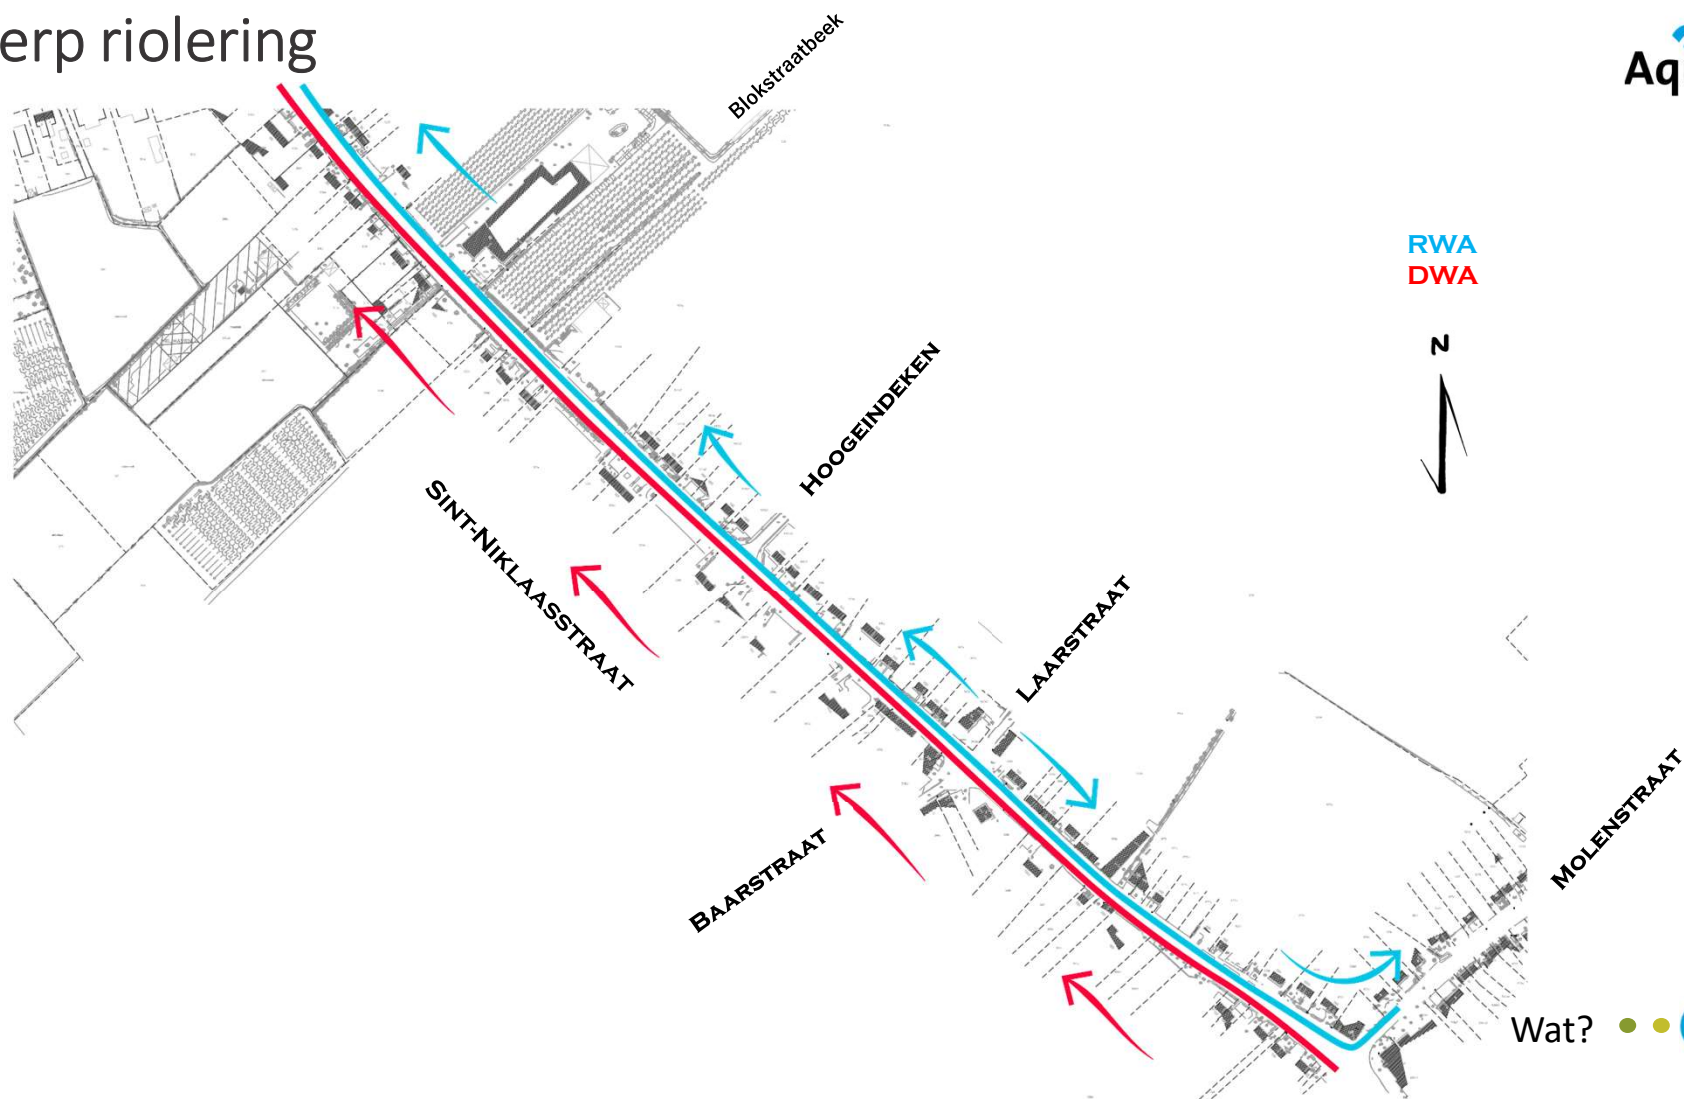 erp riolering
Aq
Blokstraatbeek
RWA
DWA
N
HOOGEINDEKEN
SINT-NIKLAASSTRAAT
LAARSTRAAT
BAARSTRAAT
MOLENSTRAAT
Wat?